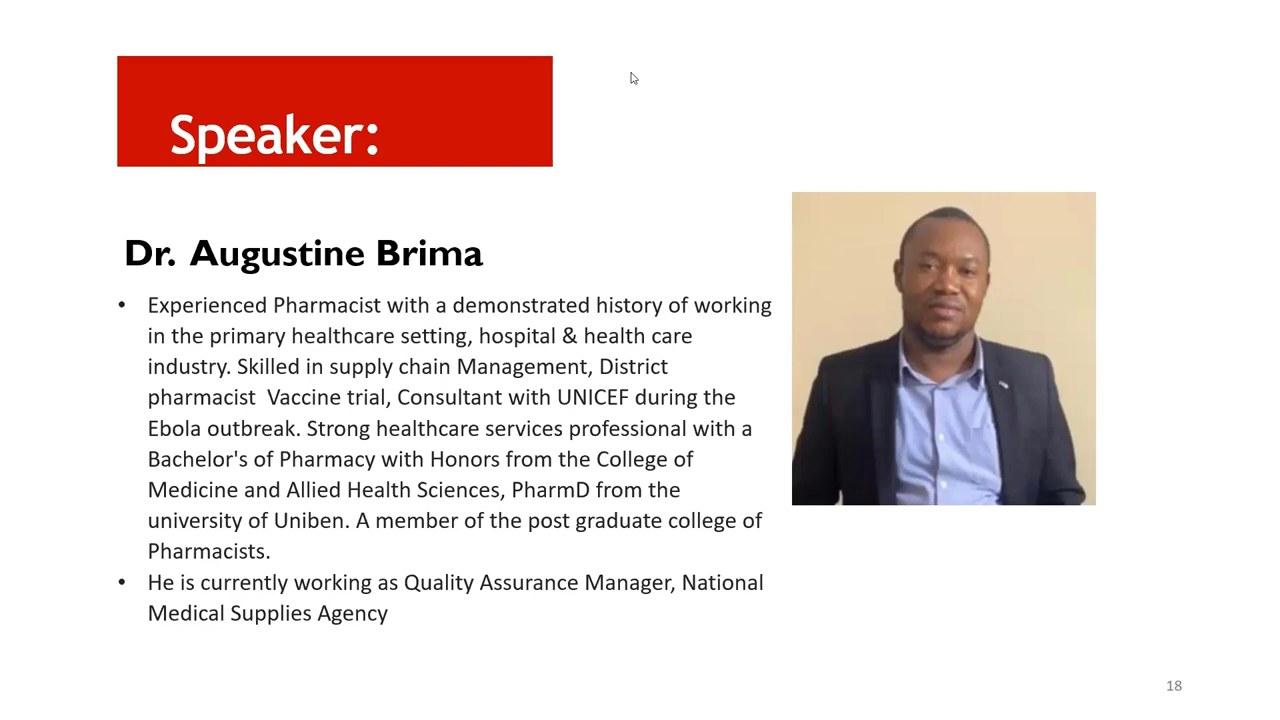 Speaker:
Dr. Augustine Brima
• Experienced Pharmacist with a demonstrated history of working
in the primary healthcare setting, hospital & health care
industry. Skilled in supply chain Management, District
pharmacist  Vaccine trial, Consultant with UNICEF during the
Ebola outbreak. Strong healthcare services professional with a
Bachelor's of Pharmacy with Honors from the College of
Medicine and Allied Health Sciences, PharmD from the
university of Uniben. A member of the post graduate college of
Pharmacists.
• He is currently working as Quality Assurance Manager, National
Medical Supplies Agency
18